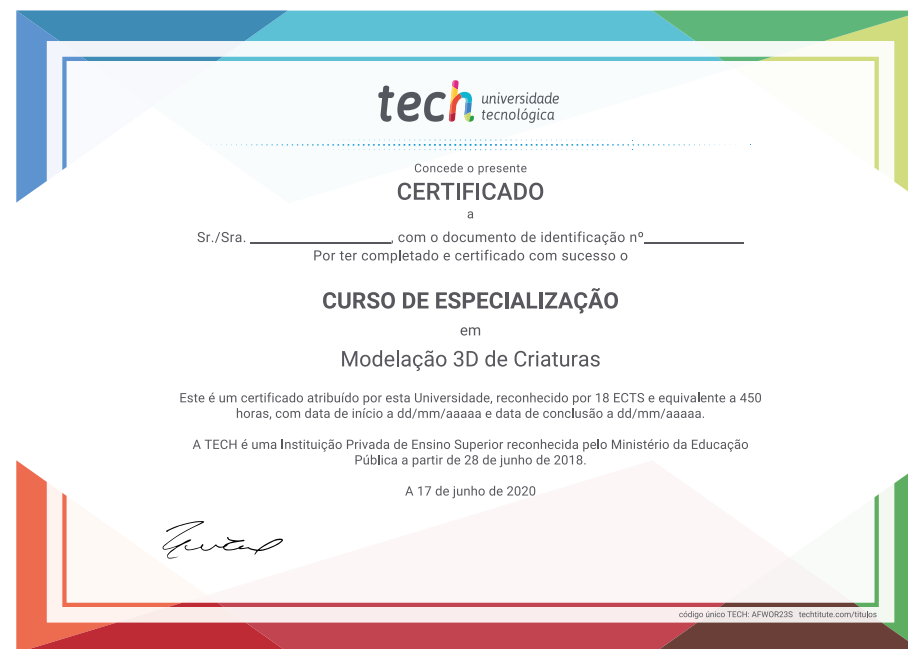 tech universidade
tecnológica
Concede o presente
CERTIFICADO
a
Sr./Sra. ____________________, com o documento de identificação nº______________
Por ter completado e certificado com sucesso o
CURSO DE ESPECIALIZAÇÃO
em
Modelação 3D de Criaturas
Este é um certificado atribuído por esta Universidade, reconhecido por 18 ECTS e equivalente a 450
horas, com data de início a dd/mm/aaaaa e data de conclusão a dd/mm/aaaaa.
A TECH é uma Instituição Privada de Ensino Superior reconhecida pelo Ministério da Educação
Pública a partir de 28 de junho de 2018.
A 17 de junho de 2020
código único TECH: AFWOR23S techtitute.com/titulos